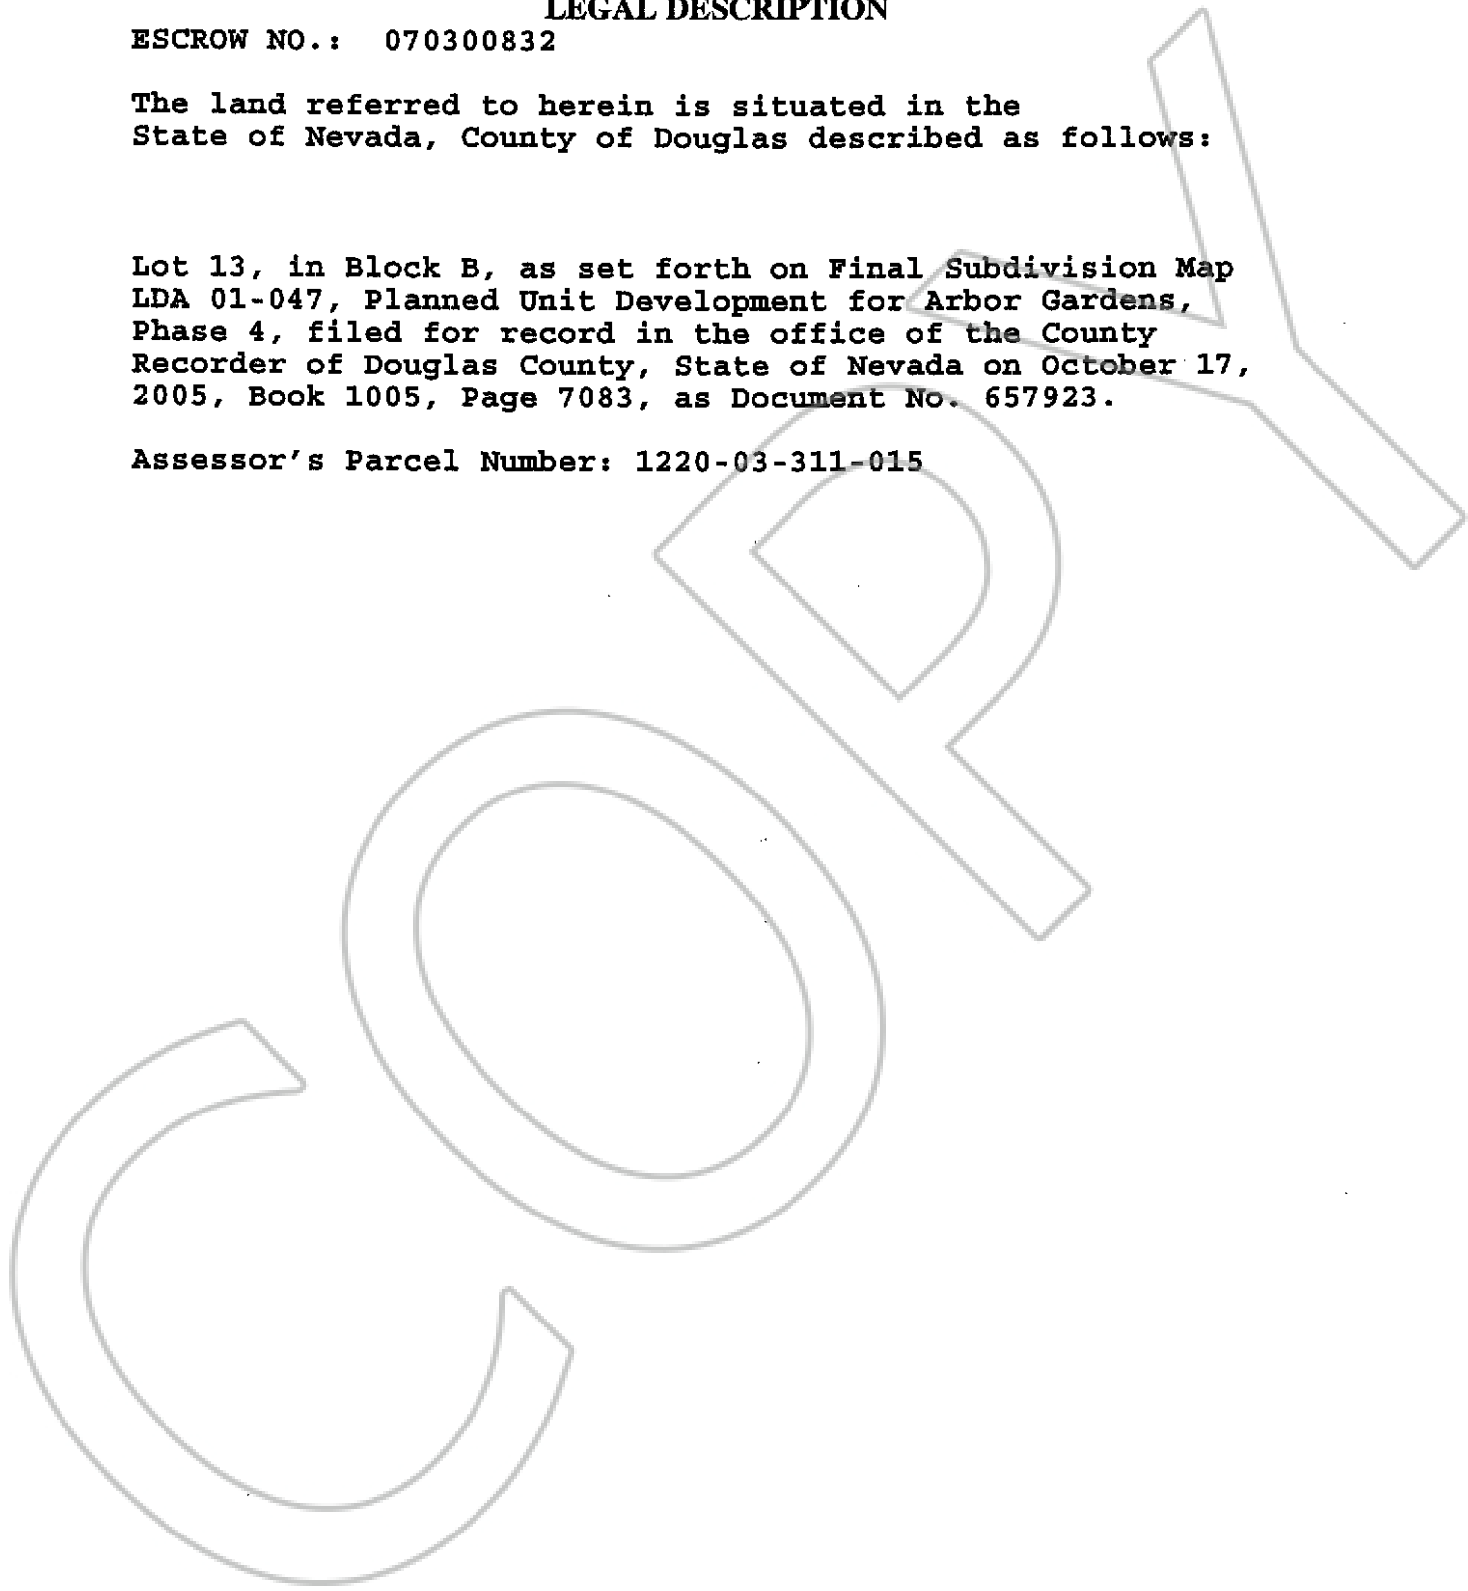 LEGAL DESCRIPTION
ESCROW NO.: 070300832
The land referred to herein is situated in the
State of Nevada, County of Douglas described as follows:
Lot 13, in Block B, as set forth on Final Subdivision Map
LDA 01-047, Planned Unit Development for Arbor Gardens,
Phase 4, filed for record in the office of the County
Recorder of Douglas County, State of Nevada on October 17,
2005, Book 1005, Page 7083, as Document No. 657923.
Assessor's Parcel Number: 1220-03-311-015
COPY